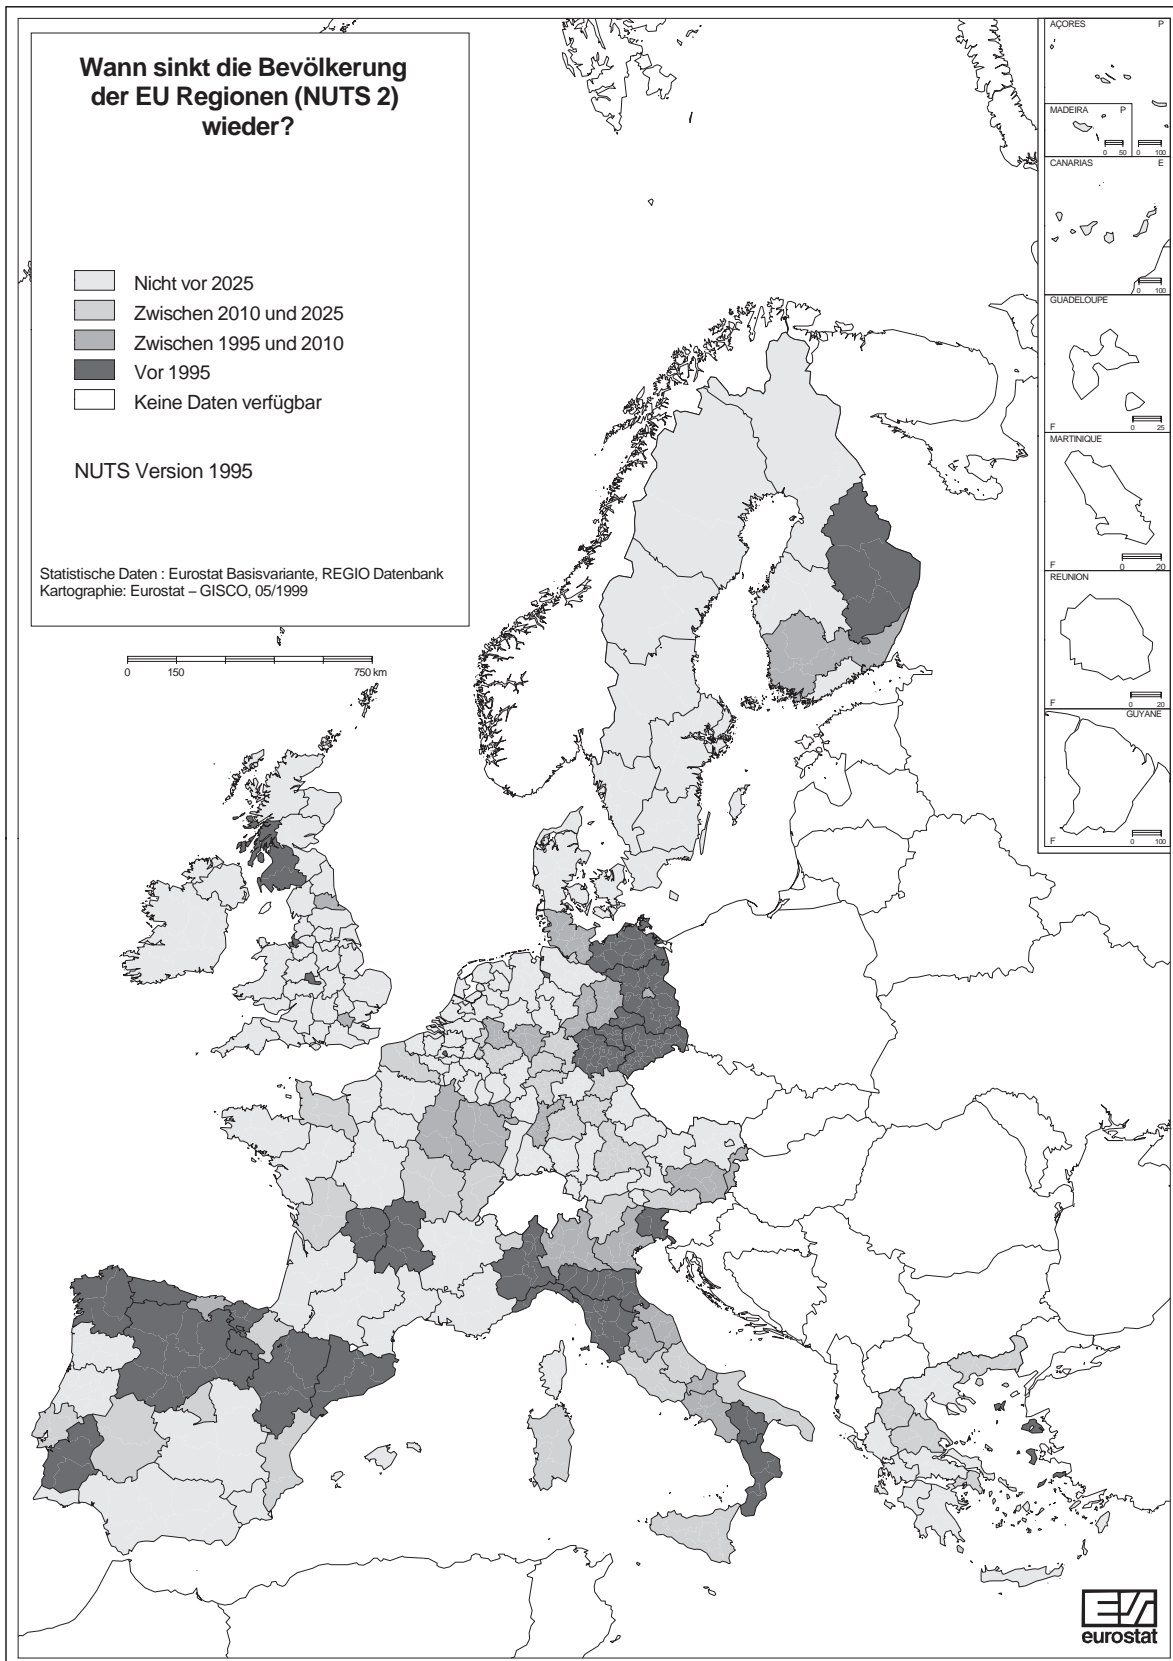 Wann sinkt die Bevölkerung
der EU Regionen (NUTS 2)
wieder?
Nicht vor 2025
Zwischen 2010 und 2025
Zwischen 1995 und 2010
Vor 1995
Keine Daten verfügbar
NUTS Version 1995
Statistische Daten : Eurostat Basisvariante, REGIO Datenbank
Kartographie: Eurostat – GISCO, 05/1999
0 150 750 km
AÇORES P
MADEIRA P
0 50 0 100
CANARIAS E
0 100
GUADELOUPE
F 0 25
MARTINIQUE
F 0 20
REUNION
F 0 20
GUYANE
F 0 100
eurostat